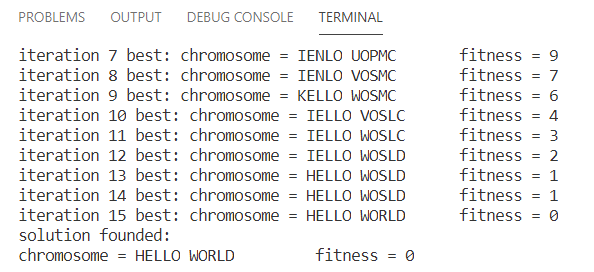 PROBLEMS OUTPUT DEBUG CONSOLE TERMINAL
iteration 7 best: chromosome = IENLO UOPMC fitness = 9
iteration 8 best: chromosome = IENLO VOSMC fitness = 7
iteration 9 best: chromosome = KELLO WOSMC fitness = 6
iteration 10 best: chromosome = IELLO VOSLC fitness = 4
iteration 11 best: chromosome = IELLO WOSLC fitness = 3
iteration 12 best: chromosome = IELLO WOSLD fitness = 2
iteration 13 best: chromosome = HELLO WOSLD fitness = 1
iteration 14 best: chromosome = HELLO WOSLD fitness = 1
iteration 15 best: chromosome = HELLO WORLD fitness = 0
solution founded:
chromosome = HELLO WORLD fitness = 0